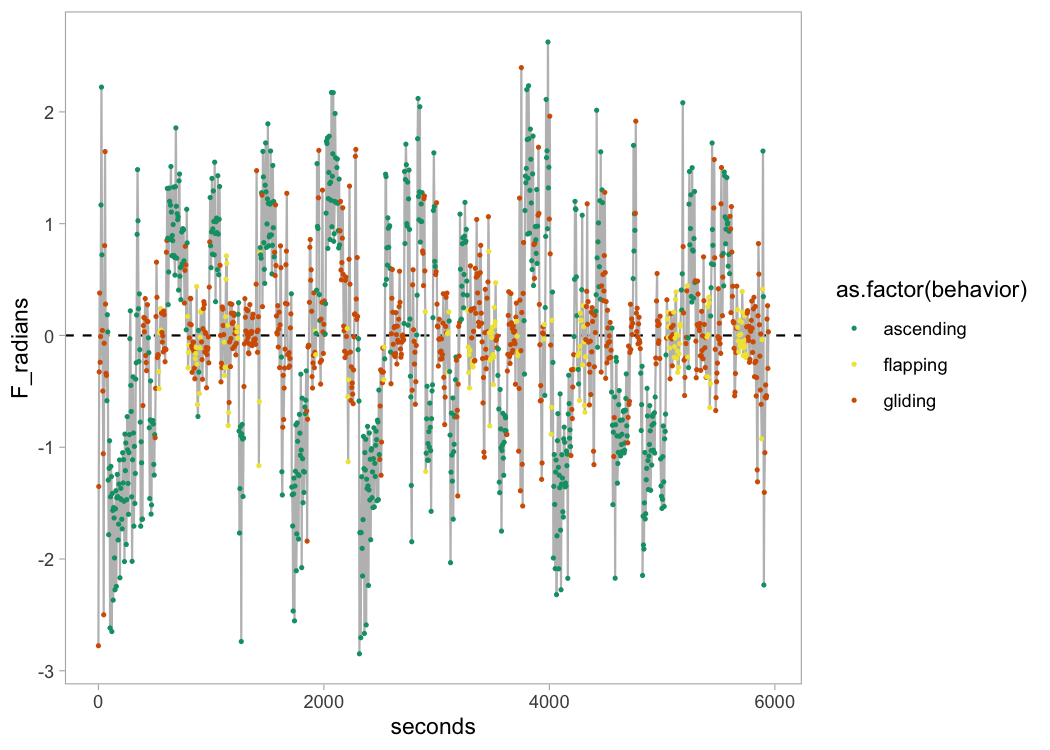 2
1
0
-1
-2
-3
F_radians
0
2000
4000
6000
seconds
as.factor(behavior)
ascending
flapping
gliding